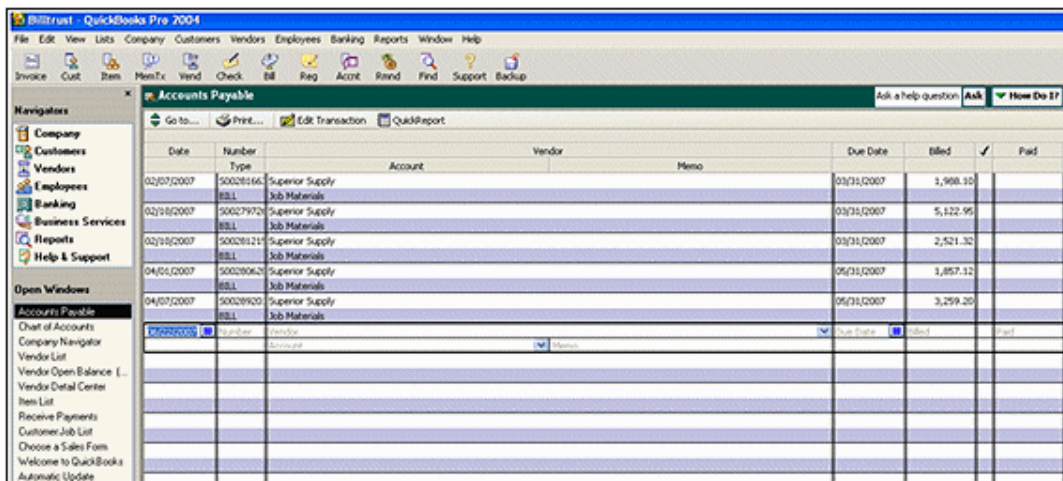 Billtrust - QuickBooks Pro 2004
File Edit View Lists Company Customers Vendors Employees Banking Reports Window Help
Invoice Cust Item MemTx Vend Check Bill Reg Accnt Rmnd Find Support Backup
Accounts Payable Ask a help question Ask How Do I?
Navigators
Go to... Print... Edit Transaction QuickReport
Company
Customers
Vendors
Employees
Banking
Business Services
Reports
Help & Support
Date Number Vendor Due Date Billed ✓ Paid
Type Account Memo
02/07/2007 S0028166 Superior Supply 03/31/2007 1,988.10
BILL Job Materials
02/10/2007 S0027972 Superior Supply 03/31/2007 5,122.95
BILL Job Materials
02/10/2007 S0028121 Superior Supply 03/31/2007 2,521.32
BILL Job Materials
04/01/2007 S0028062 Superior Supply 05/31/2007 1,857.12
BILL Job Materials
04/07/2007 S0028920 Superior Supply 05/31/2007 3,259.20
BILL Job Materials
Number Vendor Due Date Billed Paid
Account Memo
Open Windows
Accounts Payable
Chart of Accounts
Company Navigator
Vendor List
Vendor Open Balance (...
Vendor Detail Center
Item List
Receive Payments
Customer:Job List
Choose a Sales Form
Welcome to QuickBooks
Automatic Update